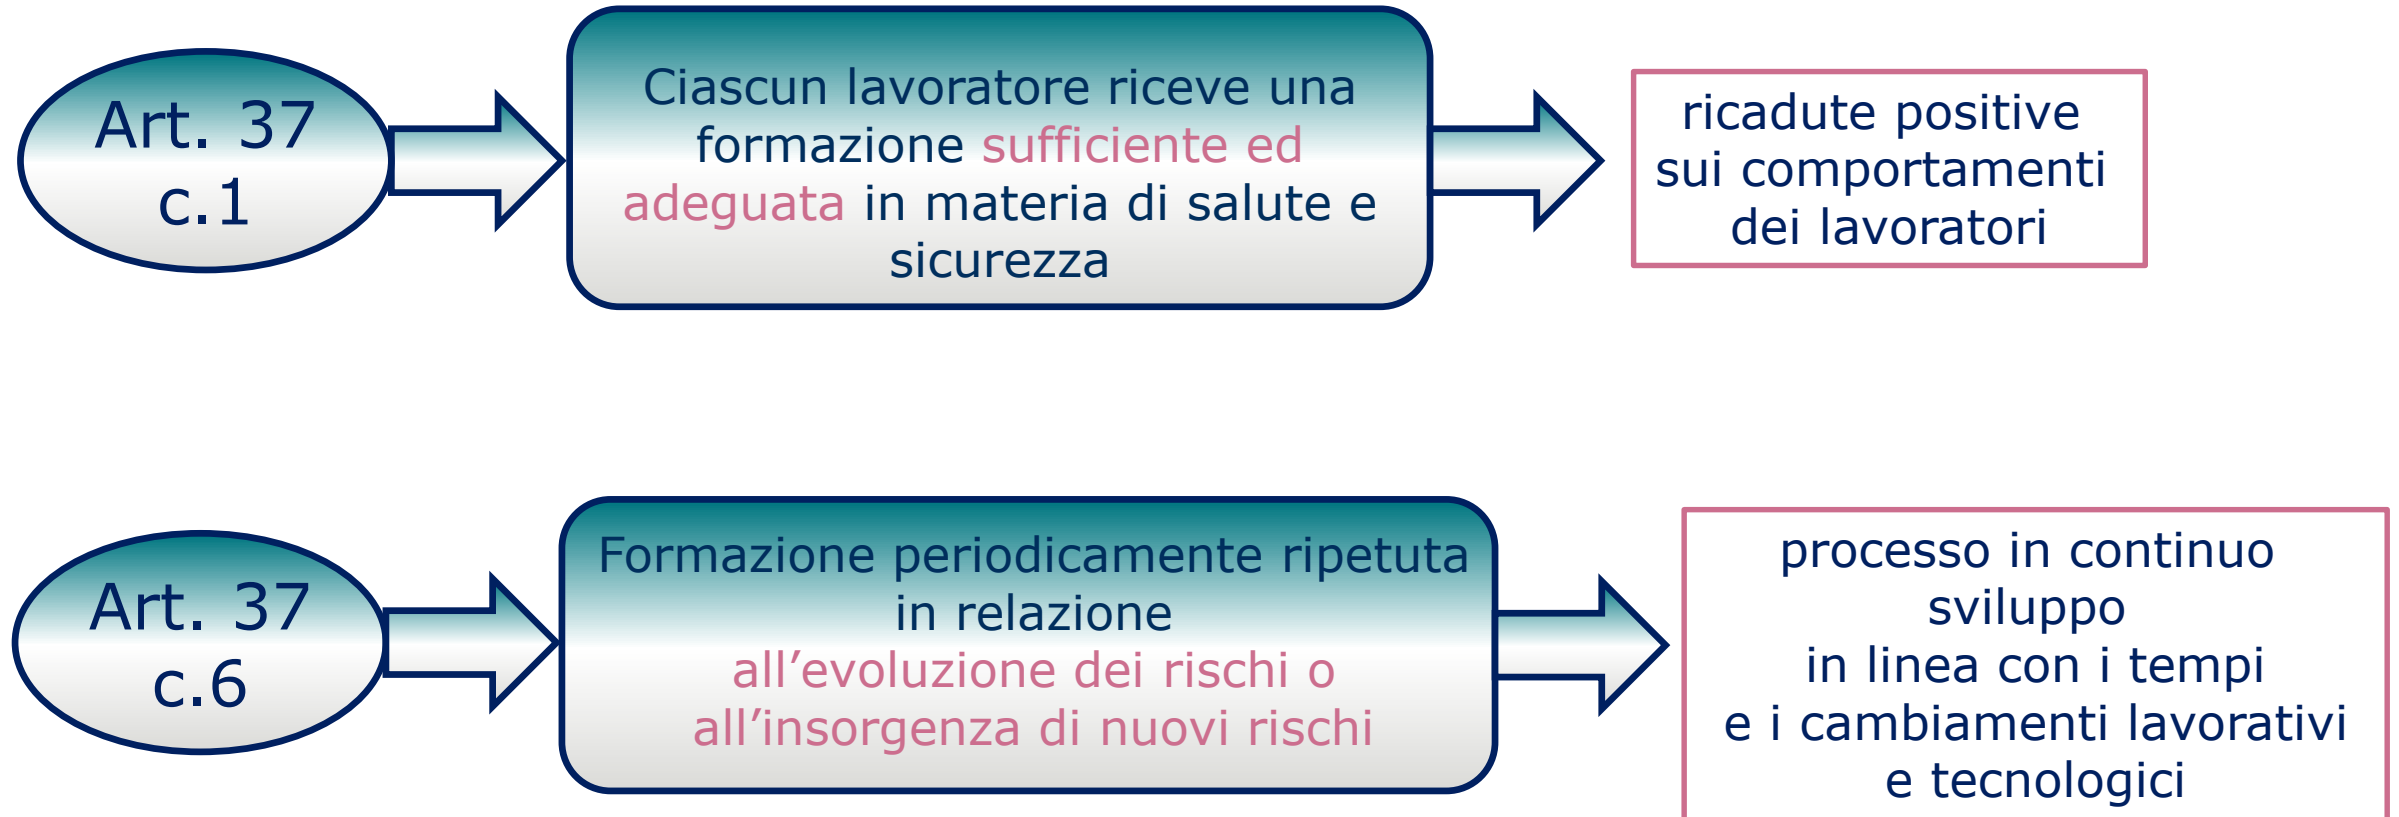 Art. 37
c.1
Ciascun lavoratore riceve una
formazione sufficiente ed
adeguata in materia di salute e
sicurezza
ricadute positive
sui comportamenti
dei lavoratori
Art. 37
c.6
Formazione periodicamente ripetuta
in relazione
all’evoluzione dei rischi o
all’insorgenza di nuovi rischi
processo in continuo
sviluppo
in linea con i tempi
e i cambiamenti lavorativi
e tecnologici